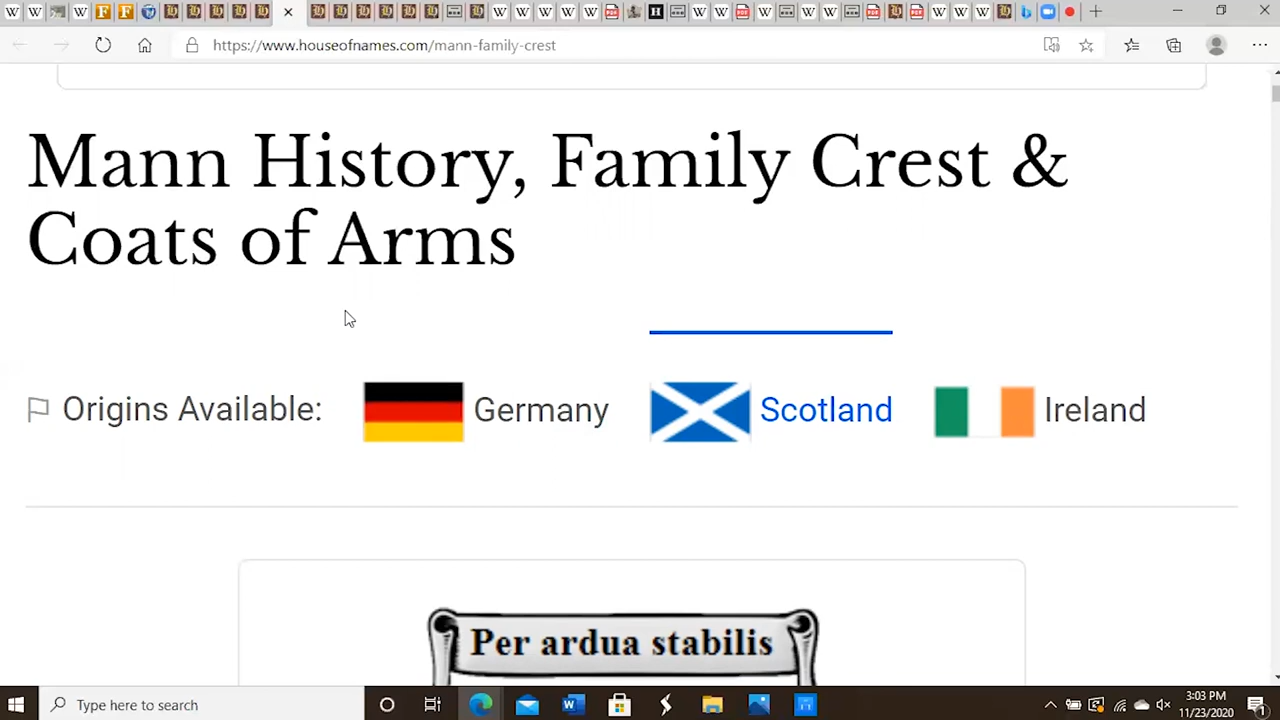 https://www.houseofnames.com/mann-family-crest
Mann History, Family Crest &
Coats of Arms
Origins Available: Germany Scotland Ireland
Per ardua stabilis
Type here to search
3:03 PM
11/23/2020